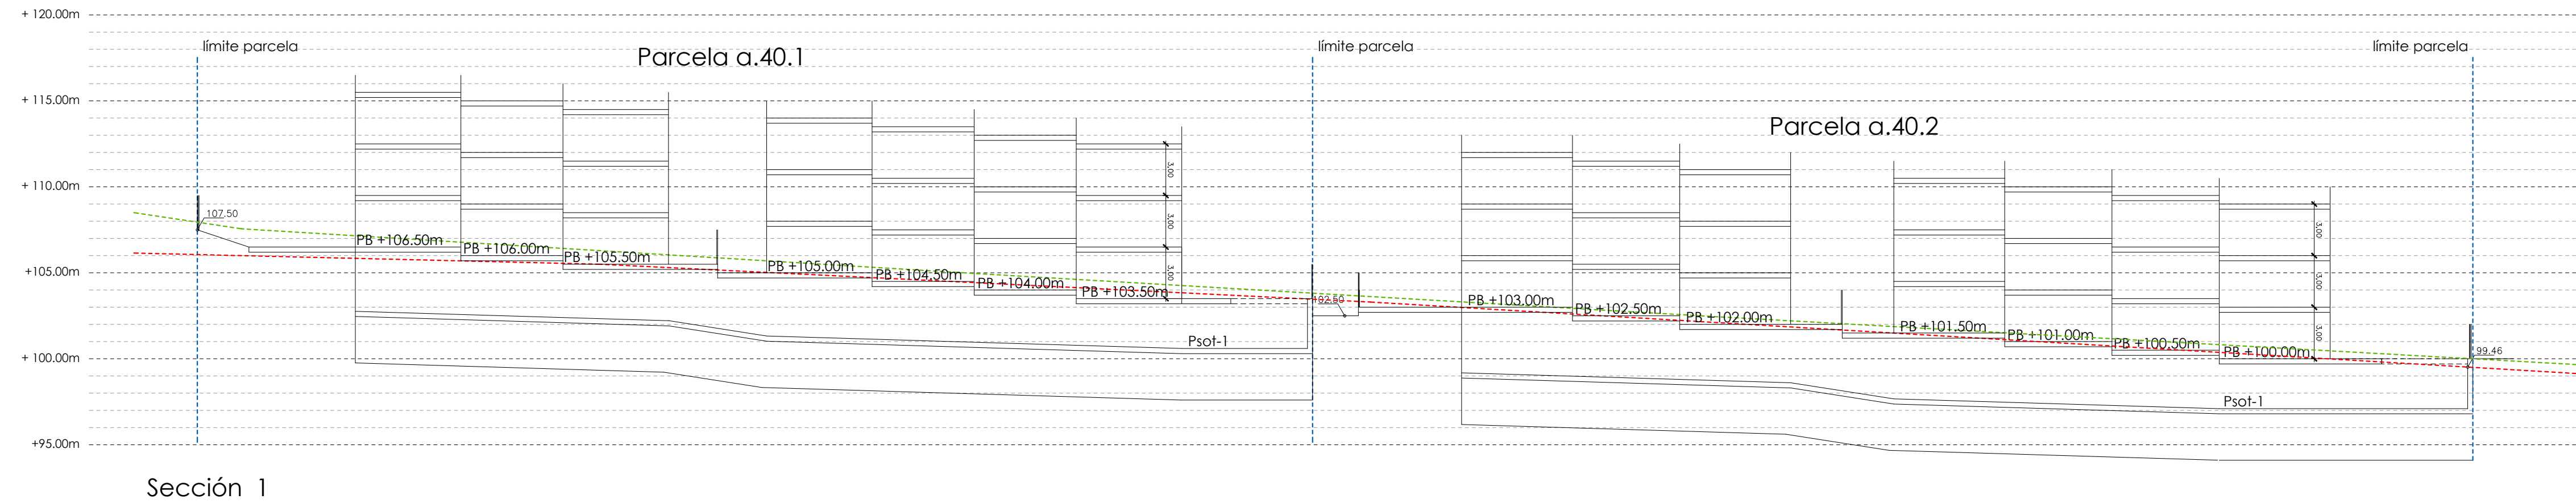 + 120.00m
límite parcela
límite parcela
límite parcela
Parcela a.40.1
+ 115.00m
Parcela a.40.2
+ 110.00m
107.50
PB +106.50m
PB +106.00m
PB +105.50m
PB +105.00m
PB +104.50m
PB +104.00m
PB +103.50m
3,00
3,00
3,00
+105.00m
102.50
PB +103.00m
PB +102.50m
PB +102.00m
PB +101.50m
PB +101.00m
PB +100.50m
PB +100.00m
3,00
3,00
3,00
99.46
+ 100.00m
Psot-1
Psot-1
+95.00m
Sección 1